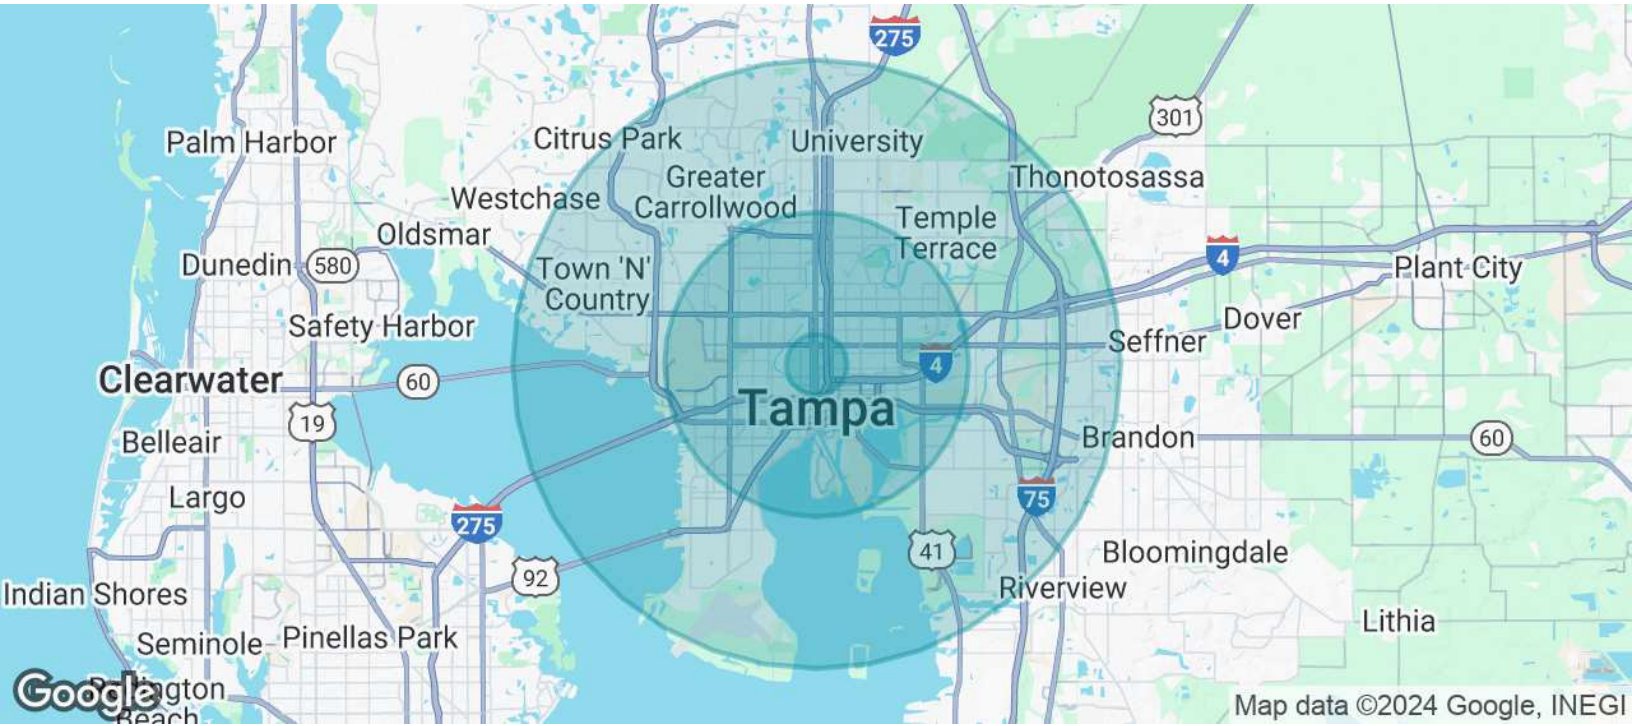 275
301
Palm Harbor
Citrus Park
University
Greater
Carrollwood
Thonotosassa
Westchase
Oldsmar
Temple
Terrace
Dunedin
580
Town 'N'
Country
4
Plant City
Safety Harbor
Dover
Seffner
Clearwater
60
4
Tampa
19
Belleair
Brandon
60
Largo
275
75
41
92
Bloomingdale
Indian Shores
Riverview
Lithia
Seminole
Pinellas Park
Google
Beach
Map data ©2024 Google, INEGI